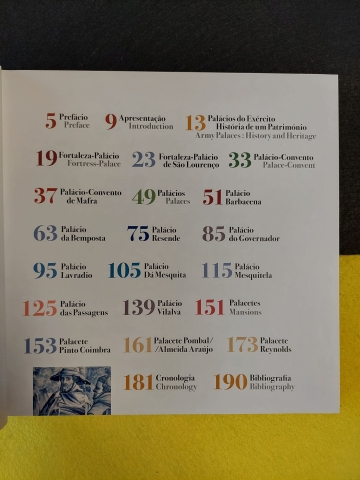 5 Prefácio
Preface
9 Apresentação
Introduction
13 Palácios do Exército
História de um Património
Army Palaces : History and Heritage
19 Fortaleza-Palácio
Fortress-Palace
23 Fortaleza-Palácio
de São Lourenço
33 Palácio-Convento
Palace-Convent
37 Palácio-Convento
de Mafra
49 Palácios
Palaces
51 Palácio
Barbacena
63 Palácio
da Bemposta
75 Palácio
Resende
85 Palácio
do Governador
95 Palácio
Lavradio
105 Palácio
Dá Mesquita
115 Palácio
Mesquitela
125 Palácio
das Passagens
139 Palácio
Vilalva
151 Palacetes
Mansions
153 Palacete
Pinto Coimbra
161 Palacete Pombal/
/Almeida Araújo
173 Palacete
Reynolds
181 Cronologia
Chronology
190 Bibliografia
Bibliography